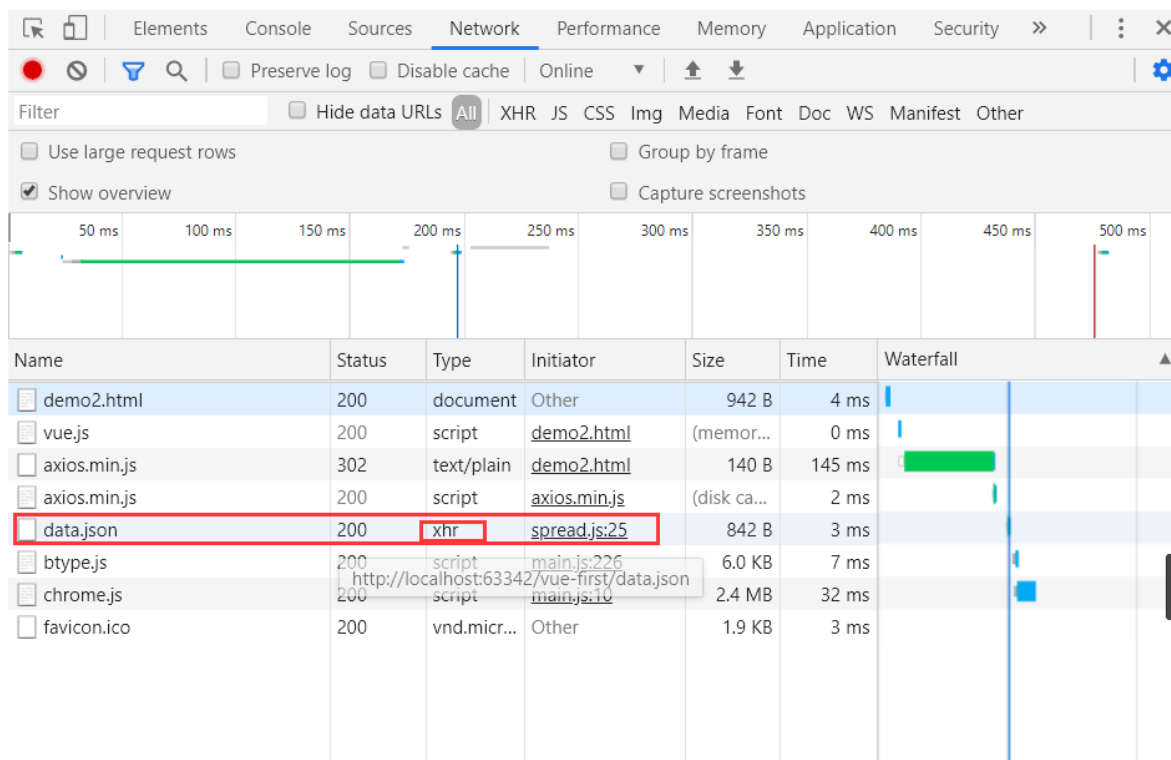 Elements Console Sources Network Performance Memory Application Security »
Preserve log Disable cache Online
Filter Hide data URLs All XHR JS CSS Img Media Font Doc WS Manifest Other
Use large request rows Group by frame
Show overview Capture screenshots
50 ms 100 ms 150 ms 200 ms 250 ms 300 ms 350 ms 400 ms 450 ms 500 ms
Name Status Type Initiator Size Time Waterfall
demo2.html 200 document Other 942 B 4 ms
vue.js 200 script demo2.html (memor... 0 ms
axios.min.js 302 text/plain demo2.html 140 B 145 ms
axios.min.js 200 script axios.min.js (disk ca... 2 ms
data.json 200 xhr spread.js:25 842 B 3 ms
btype.js 200 script main.js:226 6.0 KB 7 ms
http://localhost:63342/vue-first/data.json
chrome.js 200 script main.js:10 2.4 MB 32 ms
favicon.ico 200 vnd.micr... Other 1.9 KB 3 ms